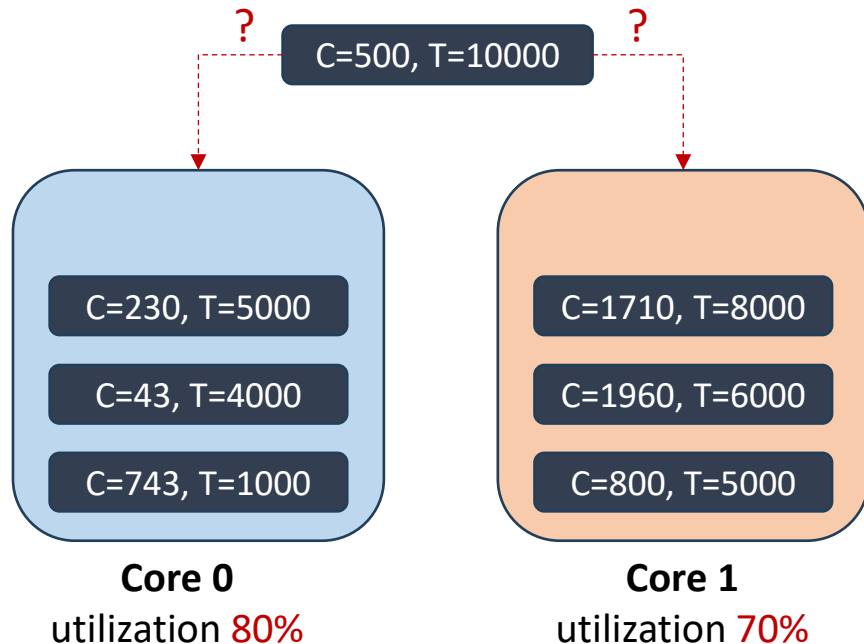 ? ?
C=500, T=10000
C=230, T=5000
C=43, T=4000
C=743, T=1000
Core 0
utilization 80%
C=1710, T=8000
C=1960, T=6000
C=800, T=5000
Core 1
utilization 70%